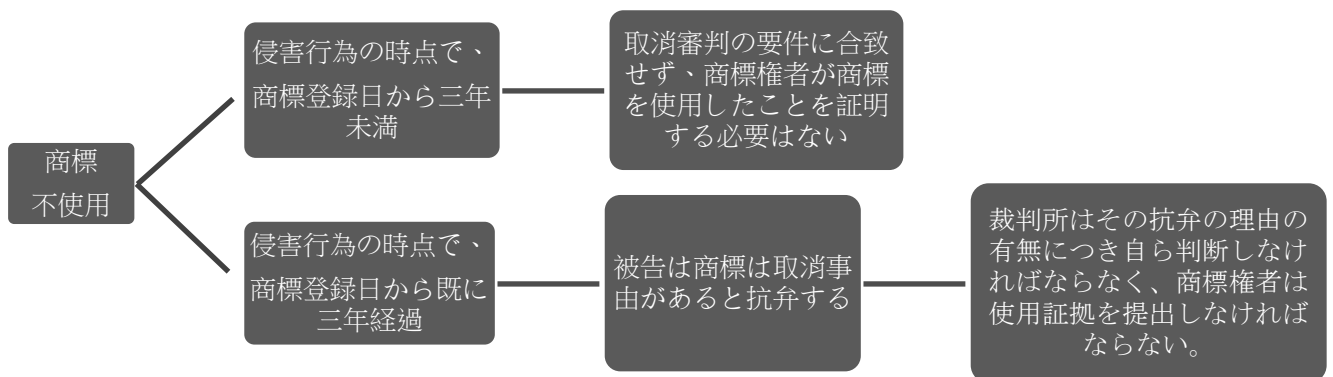 商標
不使用
侵害行為の時点で、
商標登録日から三年
未満
取消審判の要件に合致
せず、商標権者が商標
を使用したことを証明
する必要はない
侵害行為の時点で、
商標登録日から既に
三年経過
被告は商標は取消事
由があると抗弁する
裁判所はその抗弁の理由の
有無につき自ら判断しなけ
ればならなく、商標権者は
使用証拠を提出しなければ
ならない。